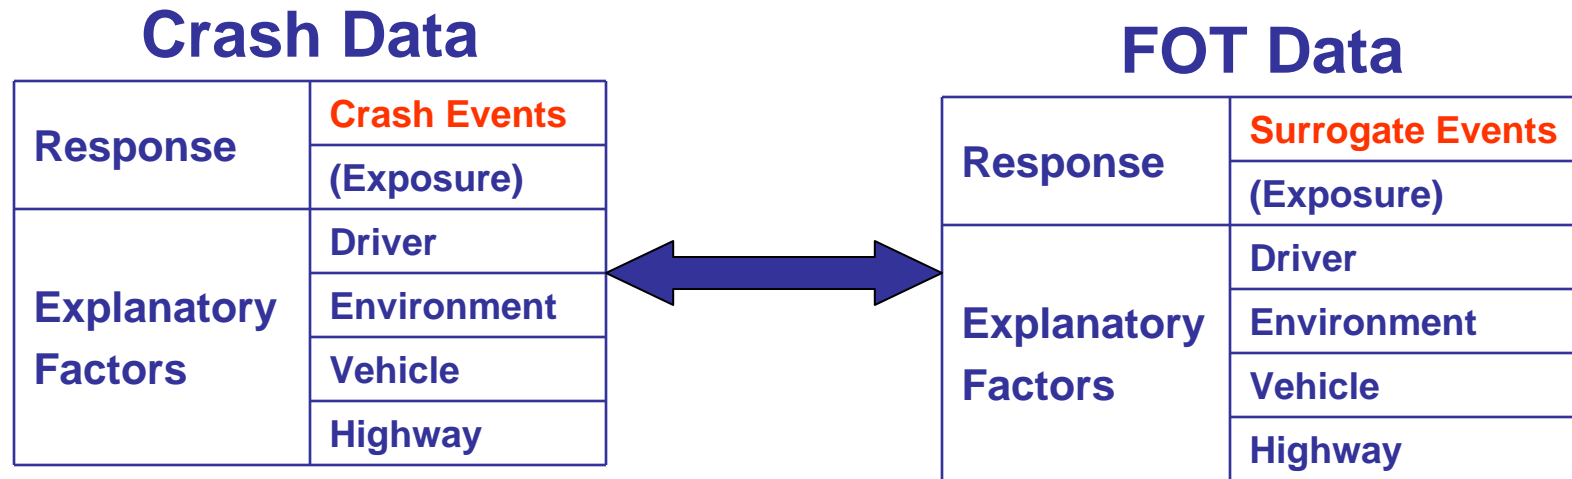 Crash Data
Response
Crash Events
(Exposure)
Explanatory
Factors
Driver
Environment
Vehicle
Highway
FOT Data
Response
Surrogate Events
(Exposure)
Explanatory
Factors
Driver
Environment
Vehicle
Highway